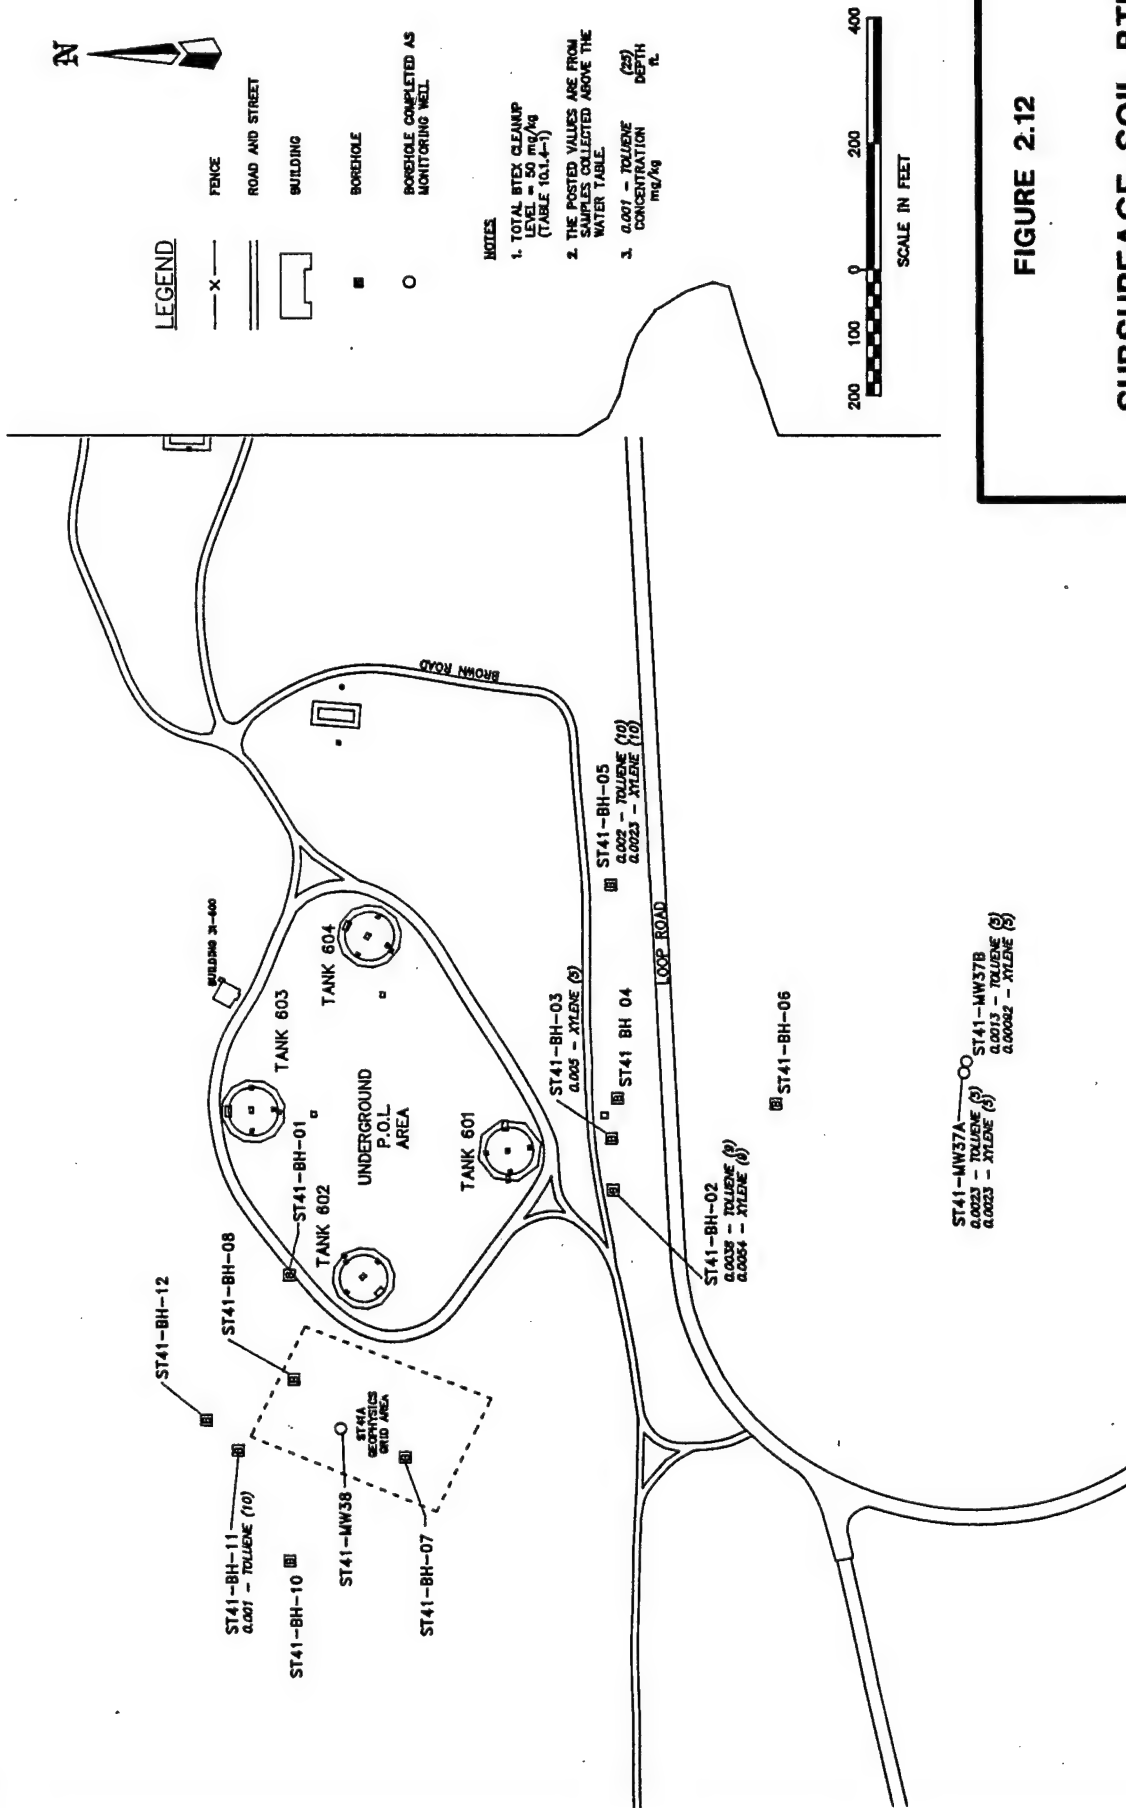 N
LEGEND
FENCE
ROAD AND STREET
BUILDING
BOREHOLE
BOREHOLE COMPLETED AS
MONITORING WELL
NOTES
1. TOTAL BTEX CLEANUP
LEVEL = 50 mg/kg
(TABLE 10.1.4-1)
2. THE POSTED VALUES ARE FROM
SAMPLES COLLECTED ABOVE THE
WATER TABLE.
3. 0.001 - TOLUENE (25)
CONCENTRATION DEPTH
mg/kg ft.
200 100 0 200 400
SCALE IN FEET
FIGURE 2.12
BROWN ROAD
BUILDING 31-600
TANK 604
TANK 603
UNDERGROUND
P.O.L.
AREA
TANK 601
TANK 602
ST41-BH-01
ST41-BH-08
ST41-BH-12
ST41-BH-11
0.001 - TOLUENE (10)
ST41-BH-10
ST41-MW38
ST41A
GEOPHYSICS
GRID AREA
ST41-BH-07
ST41-BH-05
0.002 - TOLUENE (10)
0.0023 - XYLENE (10)
ST41-BH-03
0.005 - XYLENE (5)
ST41 BH 04
LOOP ROAD
ST41-BH-02
0.0038 - TOLUENE (9)
0.0054 - XYLENE (9)
ST41-BH-06
ST41-MW37A
0.0023 - TOLUENE (5)
0.0023 - XYLENE (5)
ST41-MW37B
0.0013 - TOLUENE (5)
0.00092 - XYLENE (5)